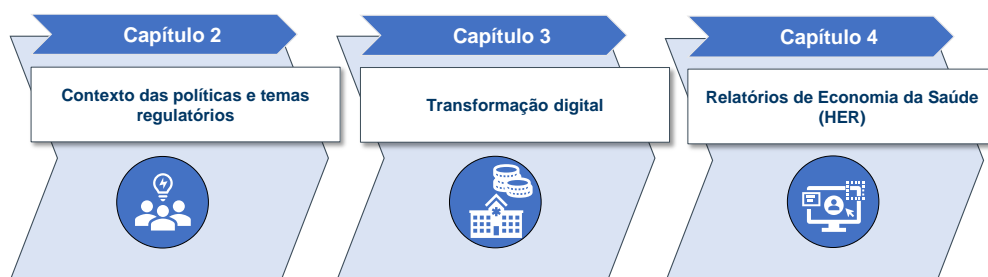 Capítulo 2
Contexto das políticas e temas
regulatórios
Capítulo 3
Transformação digital
Capítulo 4
Relatórios de Economia da Saúde
(HER)